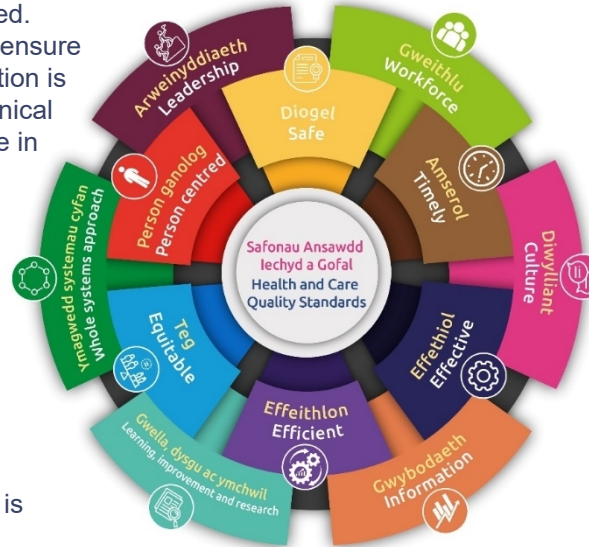 ed.
ensure
tion is
nical
e in
is
Arweinyddiaeth
Leadership
Diogel
Safe
Gweithlu
Workforce
Person ganolog
Person centred
Amserol
Timely
Ymagwedd systemau cyfan
Whole systems approach
Safonau Ansawdd
Iechyd a Gofal
Health and Care
Quality Standards
Diwylliant
Culture
Teg
Equitable
Effethiol
Effective
Effeithlon
Efficient
Gwella, dysgu ac ymchwil
Learning, improvement and research
Gwybodaeth
Information